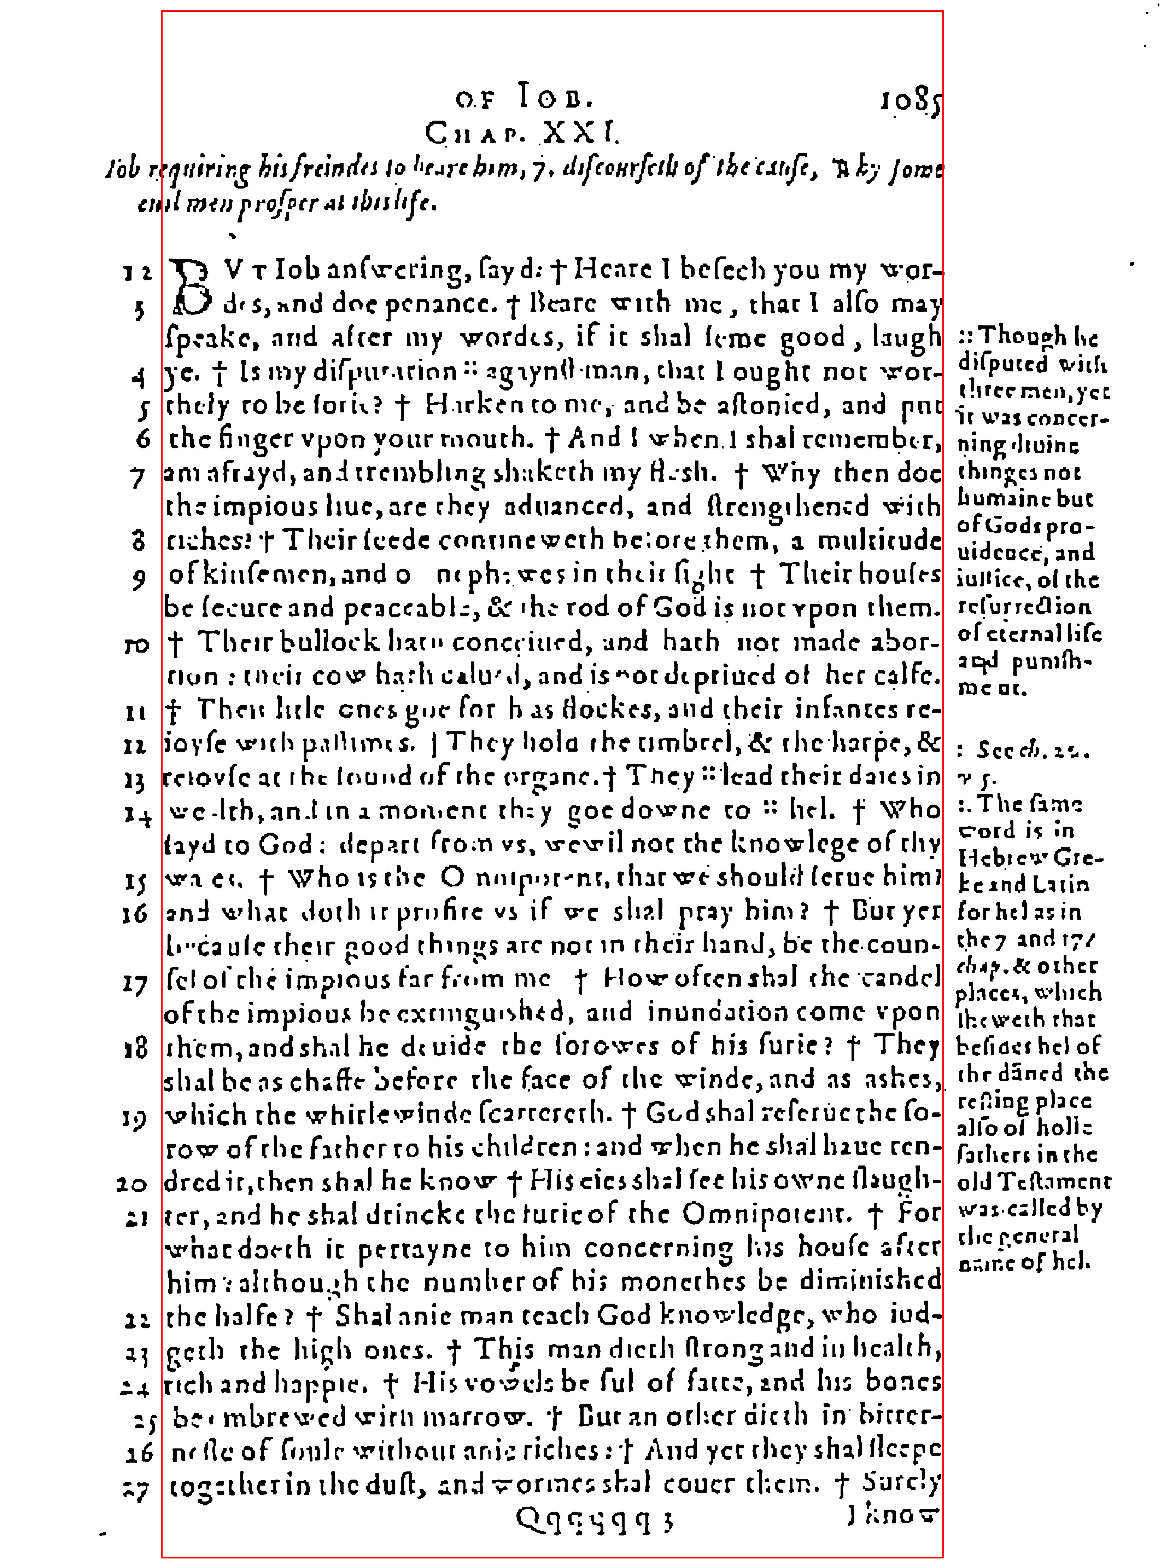 OF IOB.
1085
CHAP. XXI.
Iob requiring his freindes to heare him, 7. discourseth of the cause, why some
euil men prosper at this life.
12 BVT Iob answering, sayd: † Heare I besech you my wor-
5 des, and doe penance. † Beare with me, that I also may
speake, and after my wordes, if it shal seme good, laugh
4 ye. † Is my disputation :: agaynst man, that I ought not wor-
5 thely to be sorie? † Harken to me, and be astonied, and put
6 the finger vpon your mouth. † And I when I shal remember,
7 am afrayd, and trembling shaketh my flesh. † Why then doe
the impious liue, are they aduanced, and strengthened with
8 riches? † Their seede contineweth before them, a multitude
9 of kinsemen, and o nephewes in their sight † Their houses
be secure and peaceable, & the rod of God is not vpon them.
10 † Their bullock hath conceiued, and hath not made abor-
tion: their cow hath calued, and is not depriued of her calfe.
11 † Their litle ones goe forth as flockes, and their infantes re-
12 ioyse with pastimes. † They hold the timbrel, & the harpe, &
13 reioyse at the sound of the organe. † They :: lead their daies in
14 wealth, and in a moment they goe downe to :: hel. † Who
sayd to God: depart from vs, we wil not the knowlege of thy
15 waies. † Who is the Omnipotent, that we should serue him?
16 and what doth it profite vs if we shal pray him? † But yet
because their good things are not in their hand, be the coun-
17 sel of the impious far from me † How often shal the candel
of the impious be extinguished, and inundation come vpon
18 them, and shal he deuide the sorowes of his furie? † They
shal be as chaffe before the face of the winde, and as ashes,
19 which the whirlewinde scattereth. † God shal reserue the so-
row of the father to his children: and when he shal haue ren-
20 dred it, then shal he know † His eies shal see his owne slaugh-
21 ter, and he shal drincke the furie of the Omnipotent. † For
what doeth it pertayne to him concerning his house after
him: although the number of his monethes be diminished
22 the halfe? † Shal anie man teach God knowledge, who iud-
23 geth the high ones. † This man dieth strong and in health,
24 rich and happie. † His bowels be ful of fatte, and his bones
25 be embrewed with marrow. † But an other dieth in bitter-
26 nesse of soule without anie riches: † And yet they shal sleepe
27 together in the dust, and wormes shal couer them. † Surely
Qqqqqq 3
I know
:: Though he
disputed with
three men, yet
it was concer-
ning diuine
thinges not
humaine but
of Gods pro-
uidence, and
iustice, of the
resurrection
of eternal life
and punish-
ment.
: See ch. 22.
v 5.
:: The same
word is in
Hebrew Gre-
ke and Latin
for hel as in
the 7 and 17
chap. & other
places, which
sheweth that
besides hel of
the dãned the
resting place
also of holie
fathers in the
old Testament
was called by
the general
name of hel.